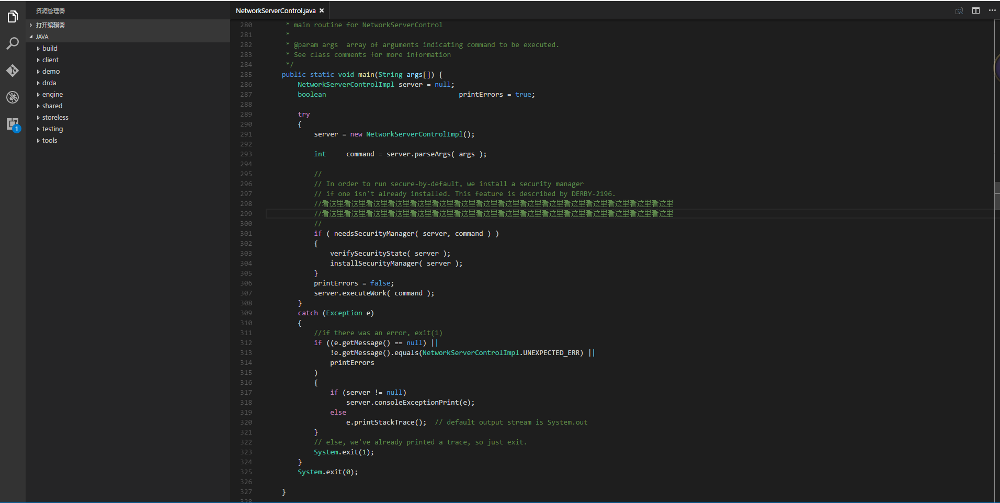 资源管理器
打开编辑器
JAVA
build
client
demo
drda
engine
shared
storeless
testing
tools
1
NetworkServerControl.java
280 * main routine for NetworkServerControl
281 *
282 * @param args  array of arguments indicating command to be executed.
283 * See class comments for more information
284 */
285 public static void main(String args[]) {
286 NetworkServerControlImpl server = null;
287 boolean printErrors = true;
288
289 try
290 {
291 server = new NetworkServerControlImpl();
292
293 int command = server.parseArgs( args );
294
295 //
296 // In order to run secure-by-default, we install a security manager
297 // if one isn't already installed. This feature is described by DERBY-2196.
298 //看这里看这里看这里看这里看这里看这里看这里看这里看这里看这里看这里看这里看这里看这里看这里看这里
299 //看这里看这里看这里看这里看这里看这里看这里看这里看这里看这里看这里看这里看这里看这里看这里看这里
300 //
301 if ( needsSecurityManager( server, command ) )
302 {
303 verifySecurityState( server );
304 installSecurityManager( server );
305 }
306 printErrors = false;
307 server.executeWork( command );
308 }
309 catch (Exception e)
310 {
311 //if there was an error, exit(1)
312 if ((e.getMessage() == null) ||
313 !e.getMessage().equals(NetworkServerControlImpl.UNEXPECTED_ERR) ||
314 printErrors
315 )
316 {
317 if (server != null)
318 server.consoleExceptionPrint(e);
319 else
320 e.printStackTrace();  // default output stream is System.out
321 }
322 // else, we've already printed a trace, so just exit.
323 System.exit(1);
324 }
325 System.exit(0);
326
327 }
328